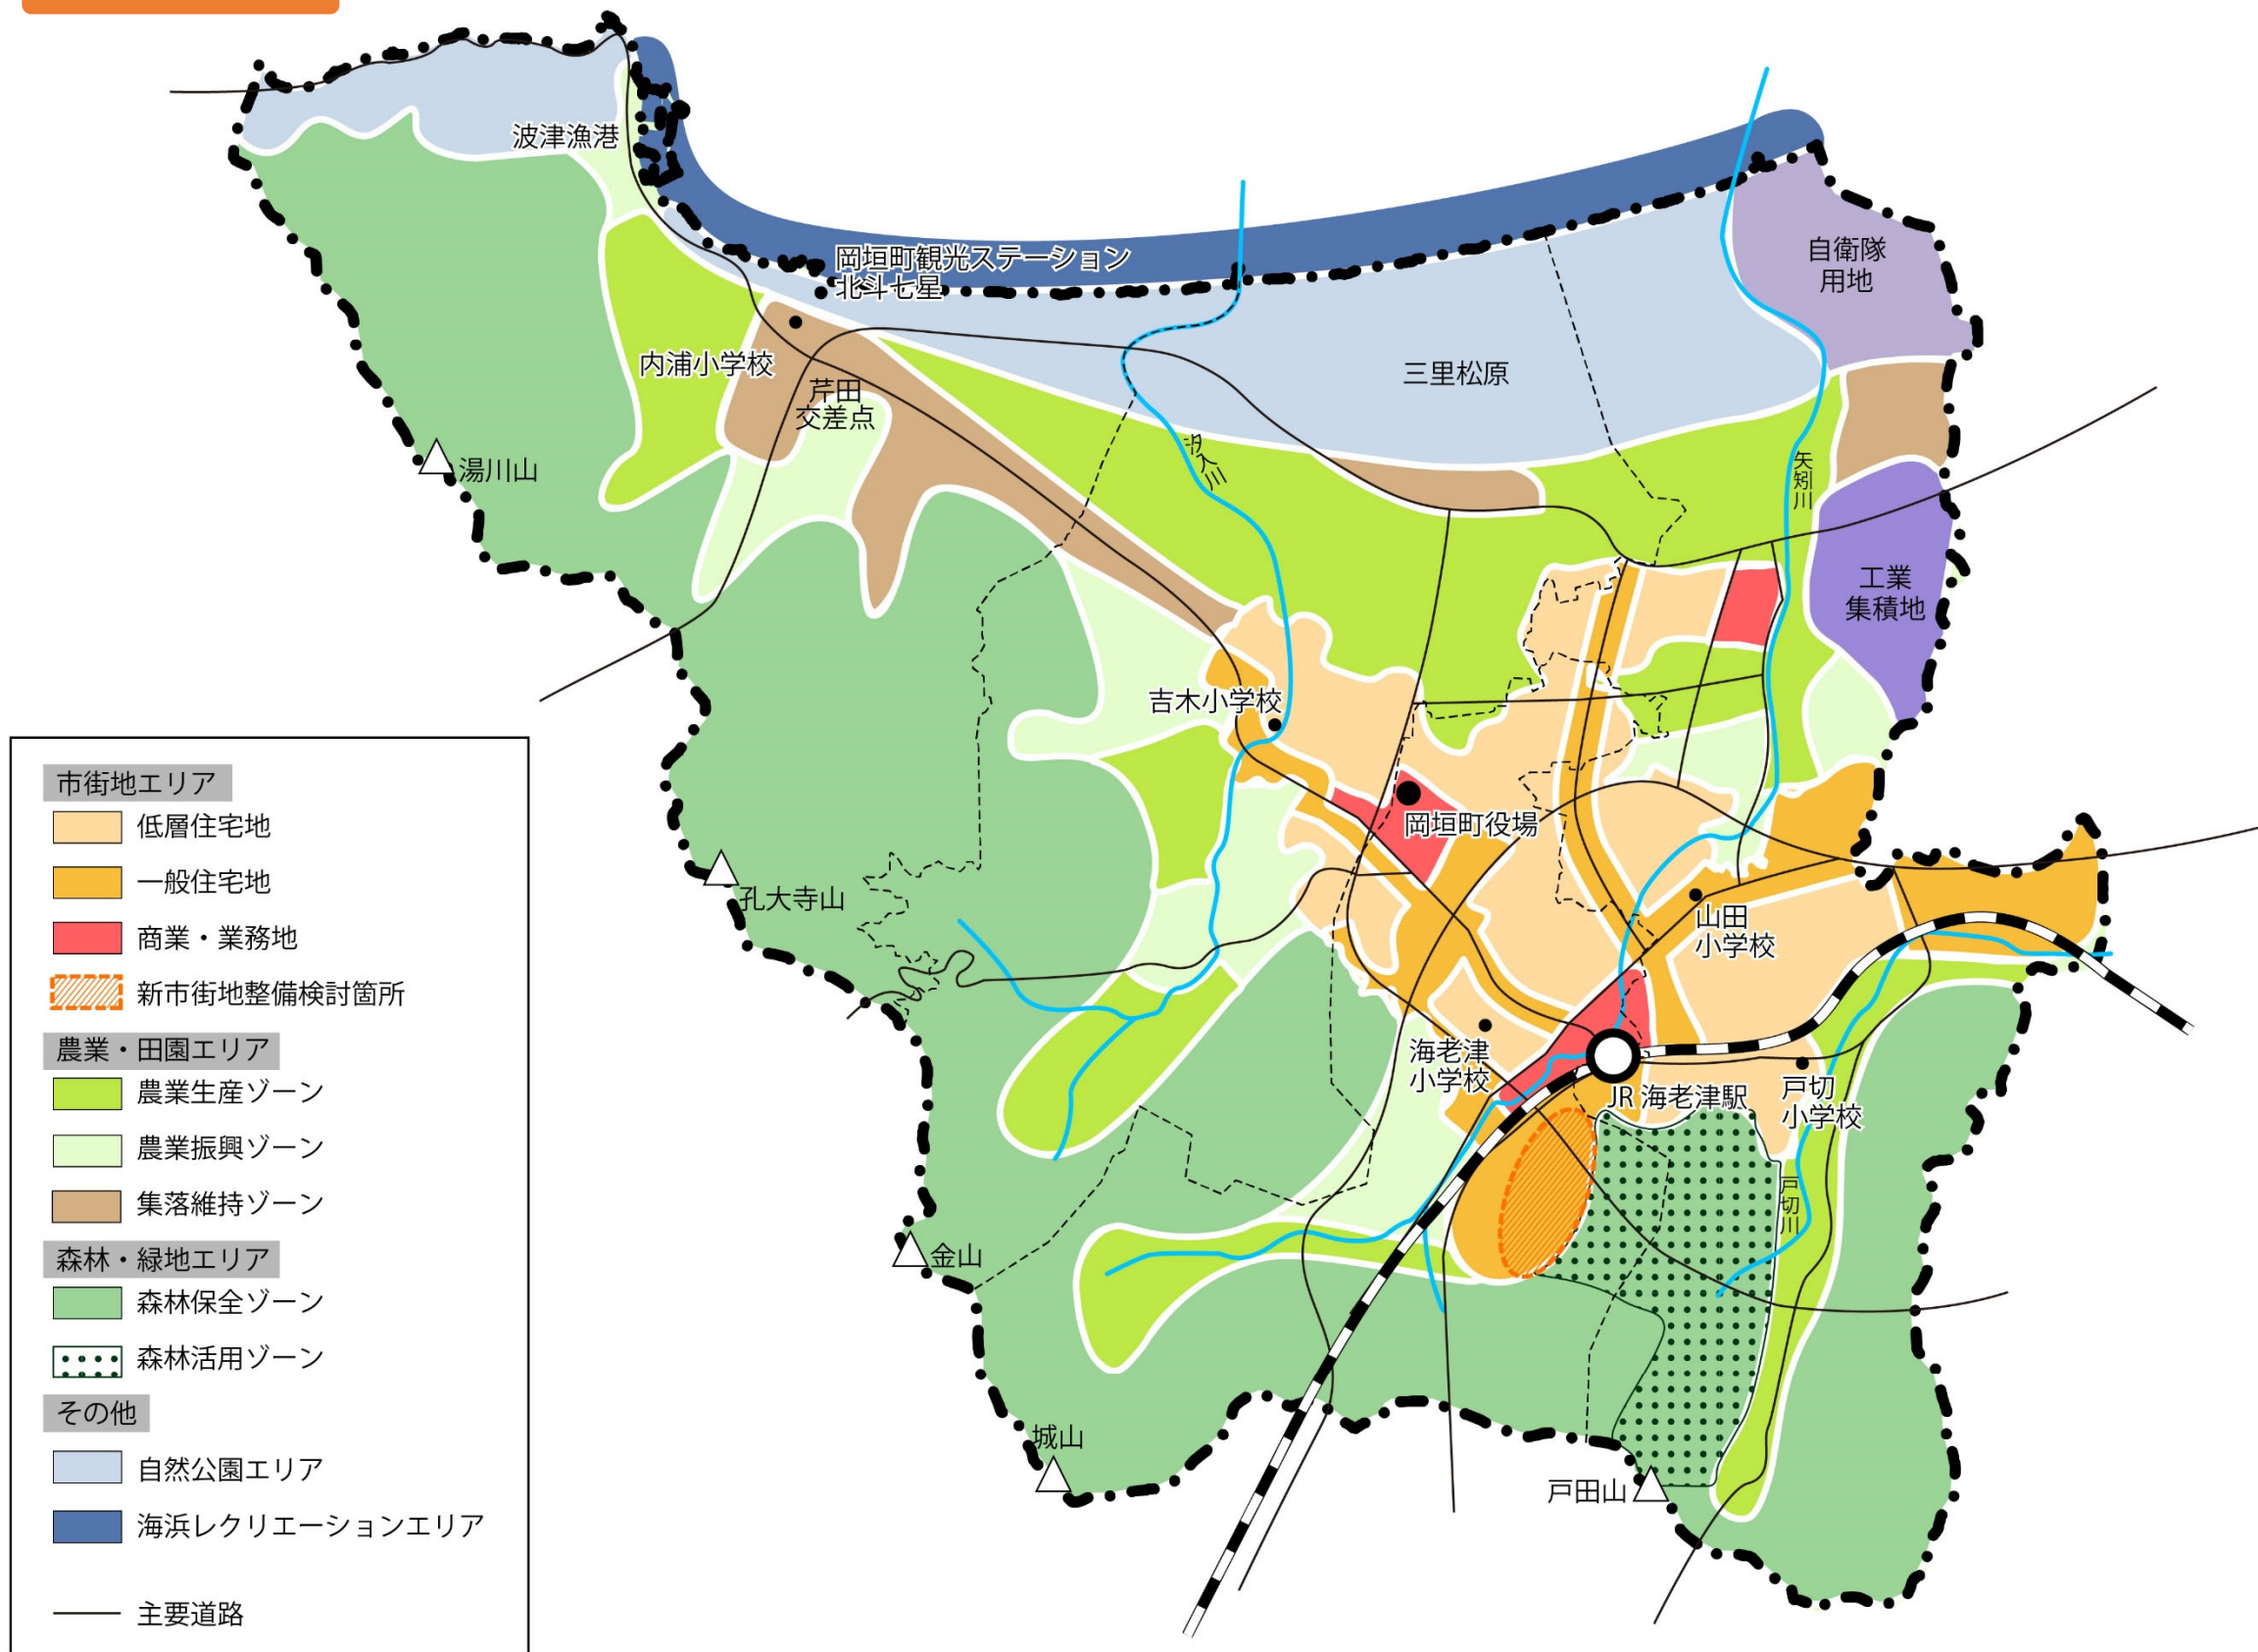 波津漁港
岡垣町観光ステーション
北斗七星
自衛隊
用地
内浦小学校
芹田
交差点
三里松原
汐入川
矢矧川
湯川山
工業
集積地
吉木小学校
岡垣町役場
孔大寺山
山田
小学校
海老津
小学校
JR 海老津駅
戸切
小学校
戸切川
金山
城山
戸田山
市街地エリア
低層住宅地
一般住宅地
商業・業務地
新市街地整備検討箇所
農業・田園エリア
農業生産ゾーン
農業振興ゾーン
集落維持ゾーン
森林・緑地エリア
森林保全ゾーン
森林活用ゾーン
その他
自然公園エリア
海浜レクリエーションエリア
主要道路